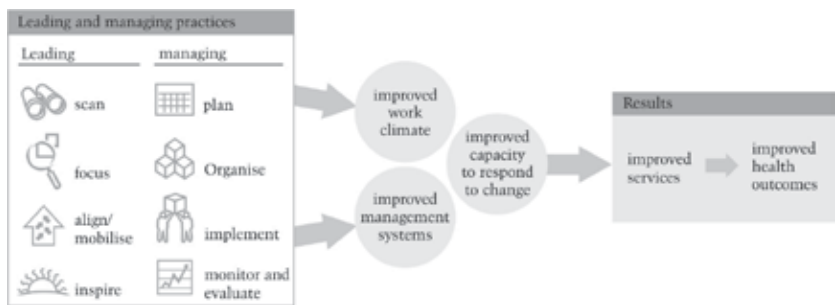 Leading and managing practices
Leading
managing
scan
plan
focus
Organise
align/
mobilise
implement
inspire
monitor and
evaluate
improved
work
climate
improved
management
systems
improved
capacity
to respond
to change
Results
improved
services
improved
health
outcomes